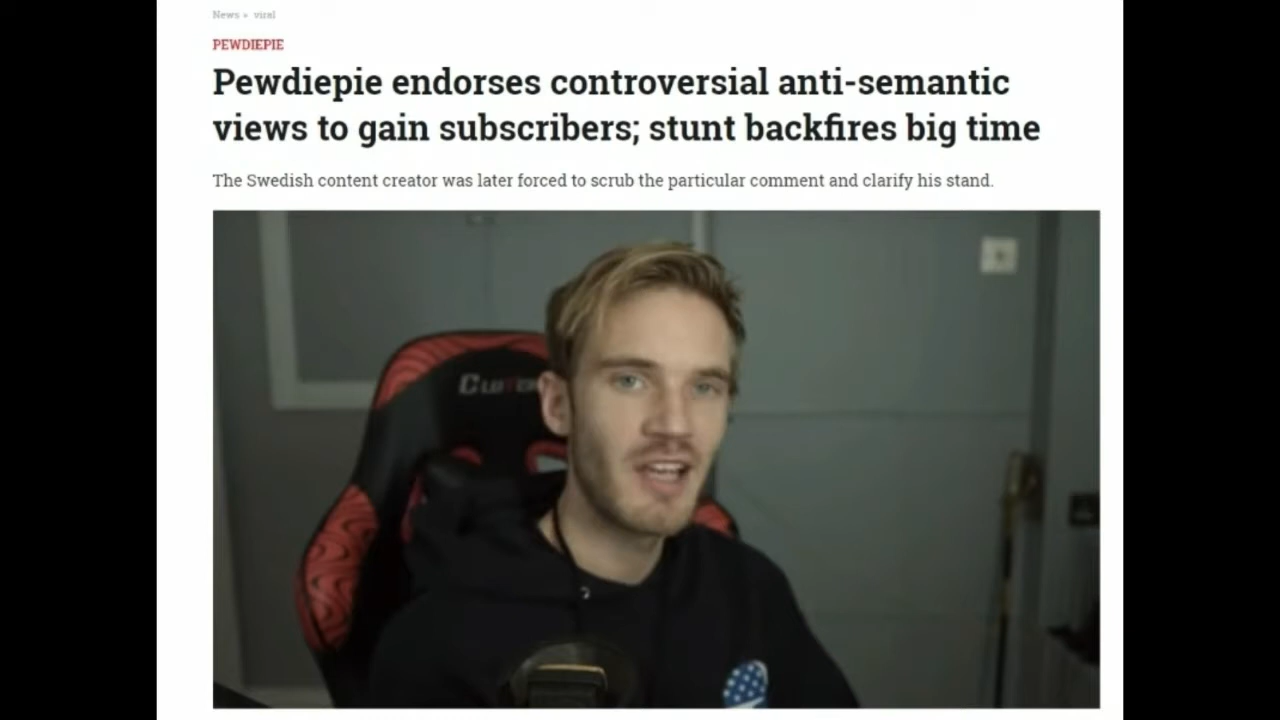 News » viral
PEWDIEPIE
Pewdiepie endorses controversial anti-semantic
views to gain subscribers; stunt backfires big time
The Swedish content creator was later forced to scrub the particular comment and clarify his stand.